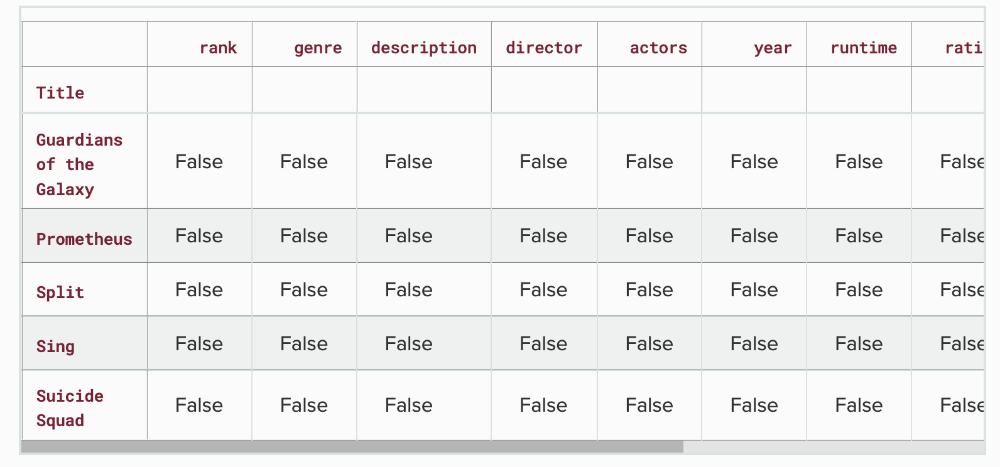 rank genre description director actors year runtime rati
Title
Guardians of the Galaxy False False False False False False False False
Prometheus False False False False False False False False
Split False False False False False False False False
Sing False False False False False False False False
Suicide Squad False False False False False False False False